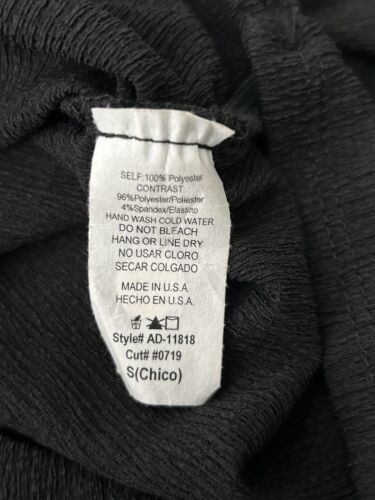 SELF:100% Polyester
CONTRAST:
96%Polyester/Poliester
4%Spandex/Elastino
HAND WASH COLD WATER
DO NOT BLEACH
HANG OR LINE DRY
NO USAR CLORO
SECAR COLGADO
MADE IN U.S.A.
HECHO EN U.S.A.
Style# AD-11818
Cut# #0719
S(Chico)